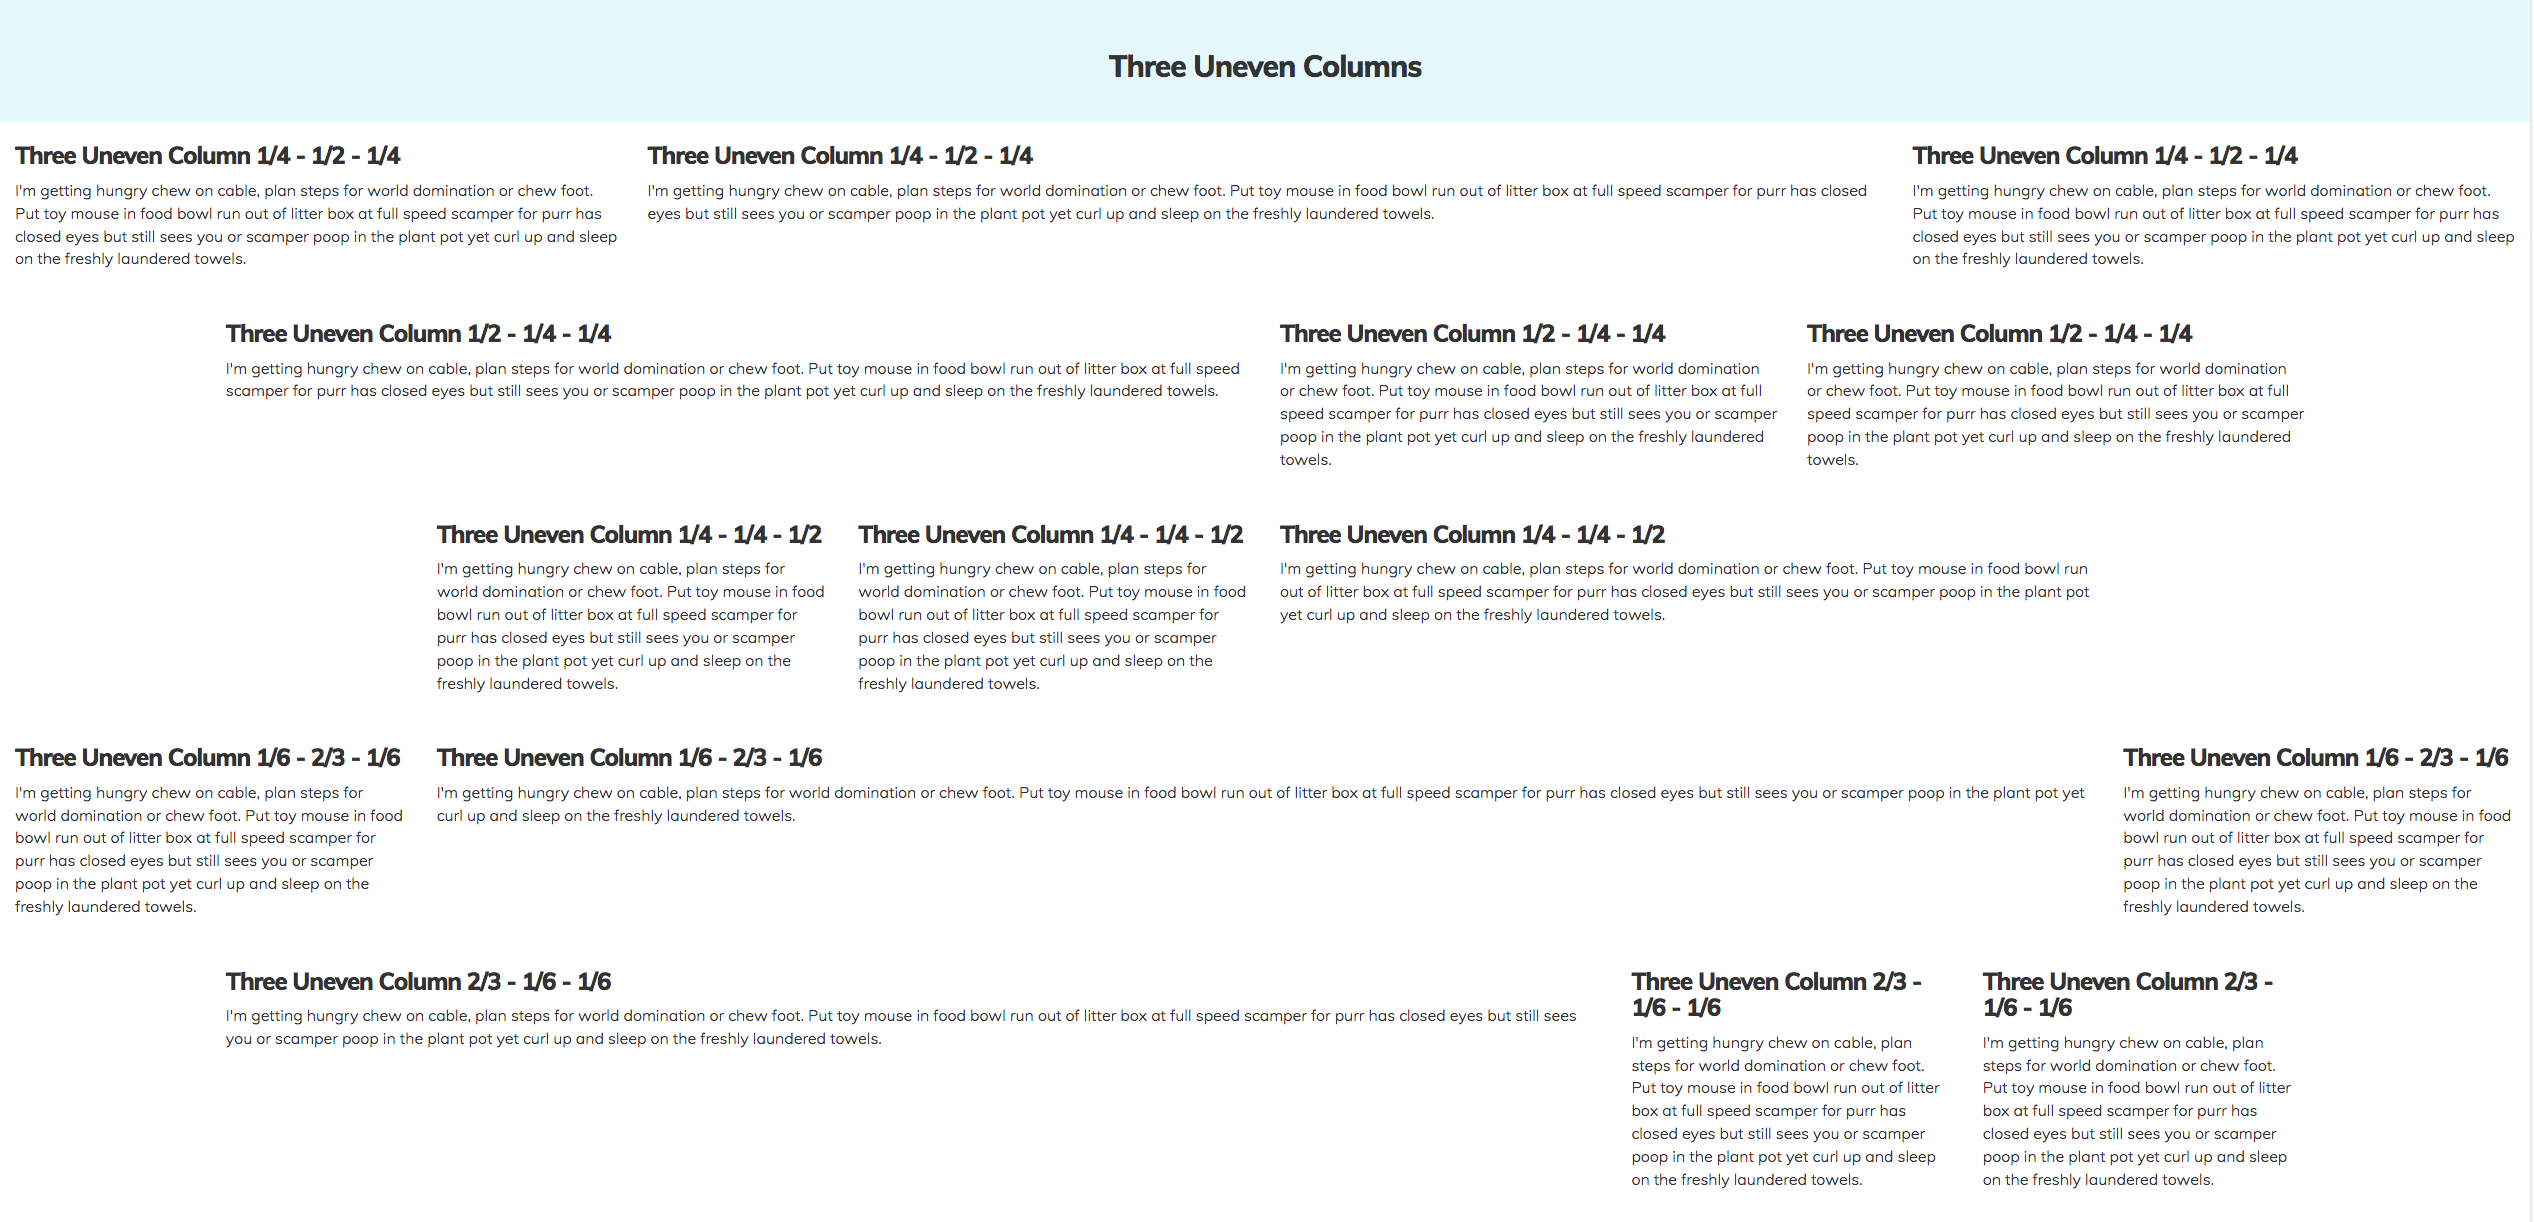 Three Uneven Columns
Three Uneven Column 1/4 - 1/2 - 1/4
I'm getting hungry chew on cable, plan steps for world domination or chew foot.
Put toy mouse in food bowl run out of litter box at full speed scamper for purr has
closed eyes but still sees you or scamper poop in the plant pot yet curl up and sleep
on the freshly laundered towels.
Three Uneven Column 1/4 - 1/2 - 1/4
I'm getting hungry chew on cable, plan steps for world domination or chew foot. Put toy mouse in food bowl run out of litter box at full speed scamper for purr has closed
eyes but still sees you or scamper poop in the plant pot yet curl up and sleep on the freshly laundered towels.
Three Uneven Column 1/4 - 1/2 - 1/4
I'm getting hungry chew on cable, plan steps for world domination or chew foot.
Put toy mouse in food bowl run out of litter box at full speed scamper for purr has
closed eyes but still sees you or scamper poop in the plant pot yet curl up and sleep
on the freshly laundered towels.
Three Uneven Column 1/2 - 1/4 - 1/4
I'm getting hungry chew on cable, plan steps for world domination or chew foot. Put toy mouse in food bowl run out of litter box at full speed
scamper for purr has closed eyes but still sees you or scamper poop in the plant pot yet curl up and sleep on the freshly laundered towels.
Three Uneven Column 1/2 - 1/4 - 1/4
I'm getting hungry chew on cable, plan steps for world domination
or chew foot. Put toy mouse in food bowl run out of litter box at full
speed scamper for purr has closed eyes but still sees you or scamper
poop in the plant pot yet curl up and sleep on the freshly laundered
towels.
Three Uneven Column 1/2 - 1/4 - 1/4
I'm getting hungry chew on cable, plan steps for world domination
or chew foot. Put toy mouse in food bowl run out of litter box at full
speed scamper for purr has closed eyes but still sees you or scamper
poop in the plant pot yet curl up and sleep on the freshly laundered
towels.
Three Uneven Column 1/4 - 1/4 - 1/2
I'm getting hungry chew on cable, plan steps for
world domination or chew foot. Put toy mouse in food
bowl run out of litter box at full speed scamper for
purr has closed eyes but still sees you or scamper
poop in the plant pot yet curl up and sleep on the
freshly laundered towels.
Three Uneven Column 1/4 - 1/4 - 1/2
I'm getting hungry chew on cable, plan steps for
world domination or chew foot. Put toy mouse in food
bowl run out of litter box at full speed scamper for
purr has closed eyes but still sees you or scamper
poop in the plant pot yet curl up and sleep on the
freshly laundered towels.
Three Uneven Column 1/4 - 1/4 - 1/2
I'm getting hungry chew on cable, plan steps for world domination or chew foot. Put toy mouse in food bowl run
out of litter box at full speed scamper for purr has closed eyes but still sees you or scamper poop in the plant pot
yet curl up and sleep on the freshly laundered towels.
Three Uneven Column 1/6 - 2/3 - 1/6
I'm getting hungry chew on cable, plan steps for
world domination or chew foot. Put toy mouse in food
bowl run out of litter box at full speed scamper for
purr has closed eyes but still sees you or scamper
poop in the plant pot yet curl up and sleep on the
freshly laundered towels.
Three Uneven Column 1/6 - 2/3 - 1/6
I'm getting hungry chew on cable, plan steps for world domination or chew foot. Put toy mouse in food bowl run out of litter box at full speed scamper for purr has closed eyes but still sees you or scamper poop in the plant pot yet
curl up and sleep on the freshly laundered towels.
Three Uneven Column 1/6 - 2/3 - 1/6
I'm getting hungry chew on cable, plan steps for
world domination or chew foot. Put toy mouse in food
bowl run out of litter box at full speed scamper for
purr has closed eyes but still sees you or scamper
poop in the plant pot yet curl up and sleep on the
freshly laundered towels.
Three Uneven Column 2/3 - 1/6 - 1/6
I'm getting hungry chew on cable, plan steps for world domination or chew foot. Put toy mouse in food bowl run out of litter box at full speed scamper for purr has closed eyes but still sees
you or scamper poop in the plant pot yet curl up and sleep on the freshly laundered towels.
Three Uneven Column 2/3 -
1/6 - 1/6
I'm getting hungry chew on cable, plan
steps for world domination or chew foot.
Put toy mouse in food bowl run out of litter
box at full speed scamper for purr has
closed eyes but still sees you or scamper
poop in the plant pot yet curl up and sleep
on the freshly laundered towels.
Three Uneven Column 2/3 -
1/6 - 1/6
I'm getting hungry chew on cable, plan
steps for world domination or chew foot.
Put toy mouse in food bowl run out of litter
box at full speed scamper for purr has
closed eyes but still sees you or scamper
poop in the plant pot yet curl up and sleep
on the freshly laundered towels.